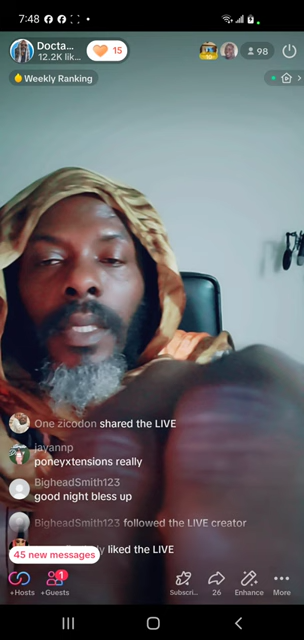 7:48
Docta...
12.2K lik...
15
98
Weekly Ranking
One zicodon shared the LIVE
jayannp
poneyxtensions really
BigheadSmith123
good night bless up
BigheadSmith123 followed the LIVE creator
liked the LIVE
45 new messages
1
+Hosts
+Guests
Subscri...
26
Enhance
More